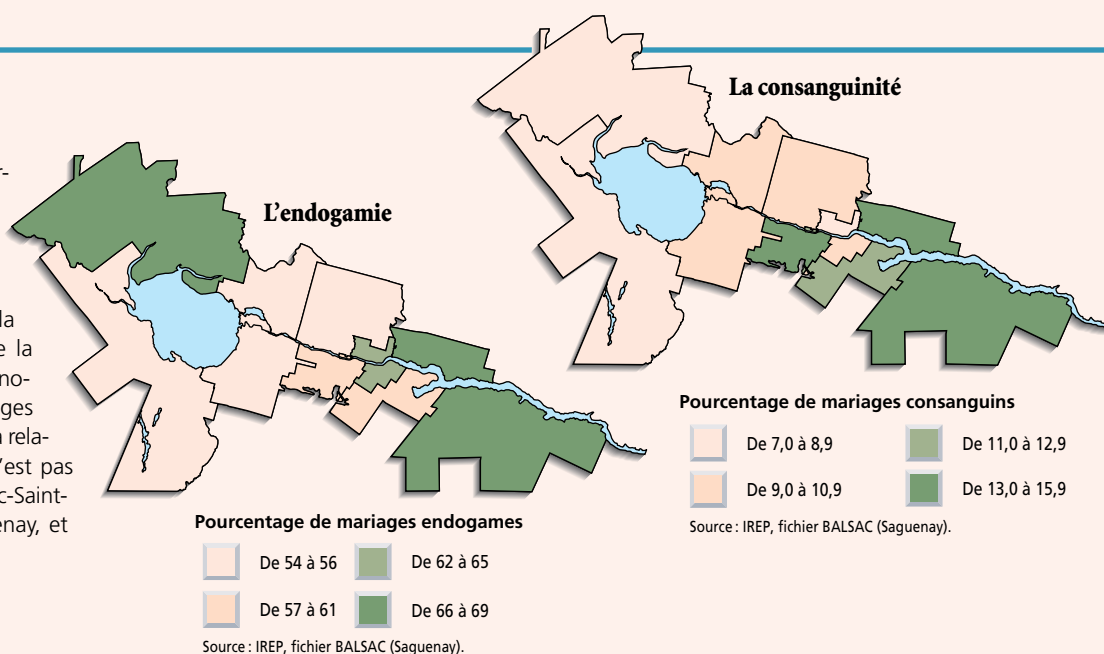 r-
la
e la
no-
ges
rela-
'est pas
c-Saint-
enay, et
L'endogamie
Pourcentage de mariages endogames
De 54 à 56
De 62 à 65
De 57 à 61
De 66 à 69
Source : IREP, fichier BALSAC (Saguenay).
La consanguinité
Pourcentage de mariages consanguins
De 7,0 à 8,9
De 11,0 à 12,9
De 9,0 à 10,9
De 13,0 à 15,9
Source : IREP, fichier BALSAC (Saguenay).